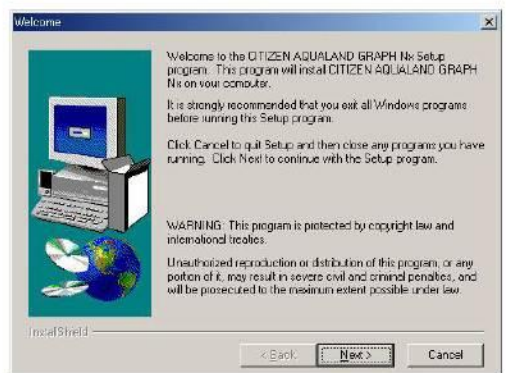 Welcome
Welcome to the CITIZEN AQUALAND GRAPH Nx Setup
program. This program will install CITIZEN AQUALAND GRAPH
Nx on your computer.
It is strongly recommended that you exit all Windows programs
before running this Setup program.
Click Cancel to quit Setup and then close any programs you have
running. Click Next to continue with the Setup program.
WARNING: This program is protected by copyright law and
international treaties.
Unauthorized reproduction or distribution of this program, or any
portion of it, may result in severe civil and criminal penalties, and
will be prosecuted to the maximum extent possible under law.
InstallShield
< Back
Next >
Cancel